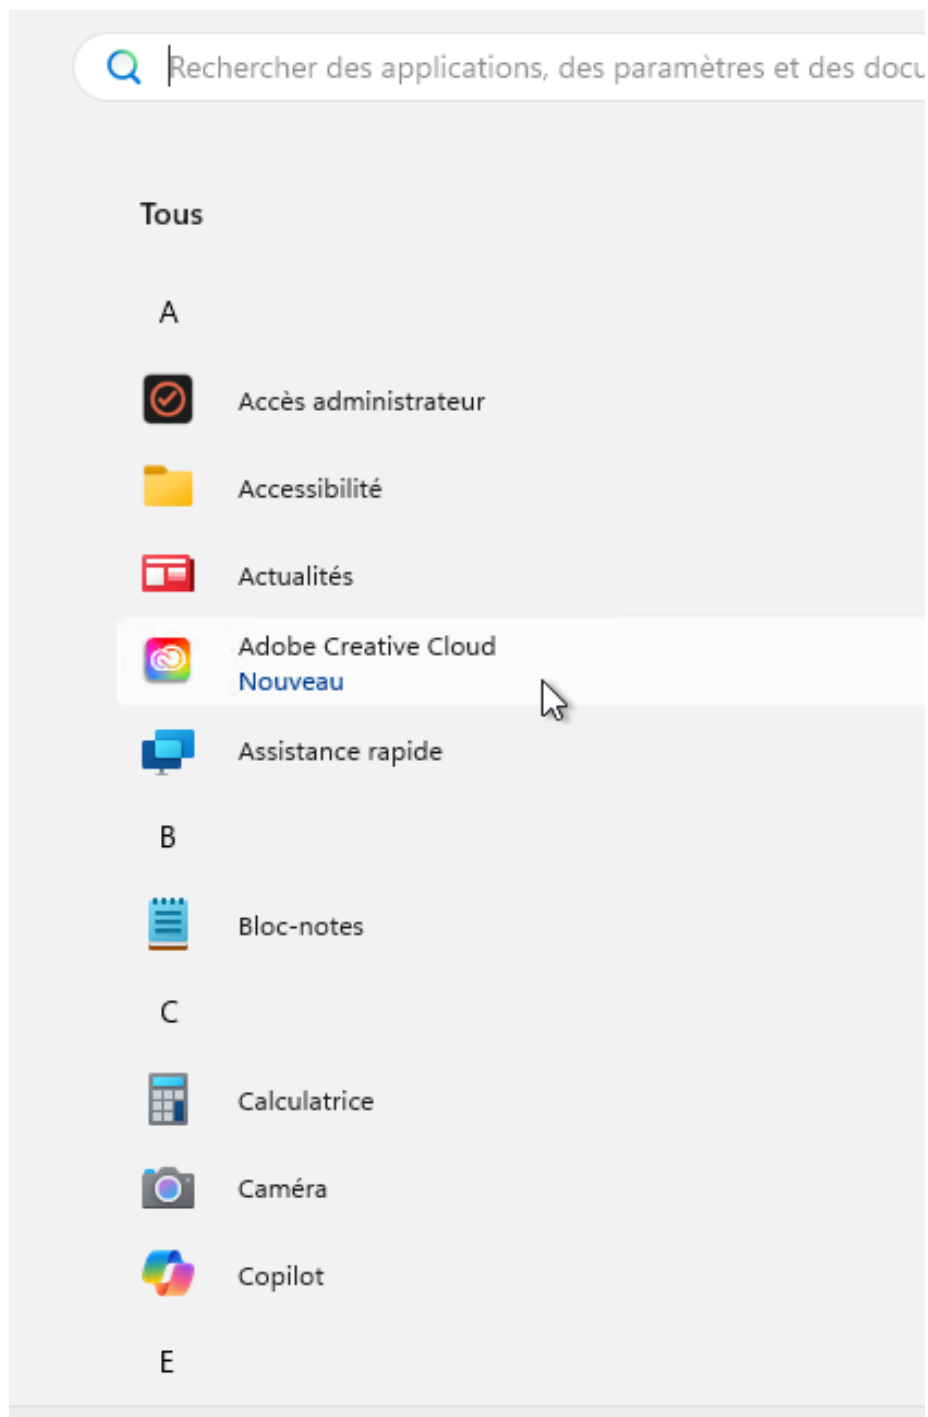 Rechercher des applications, des paramètres et des docu
Tous
A
Accès administrateur
Accessibilité
Actualités
Adobe Creative Cloud
Nouveau
Assistance rapide
B
Bloc-notes
C
Calculatrice
Caméra
Copilot
E